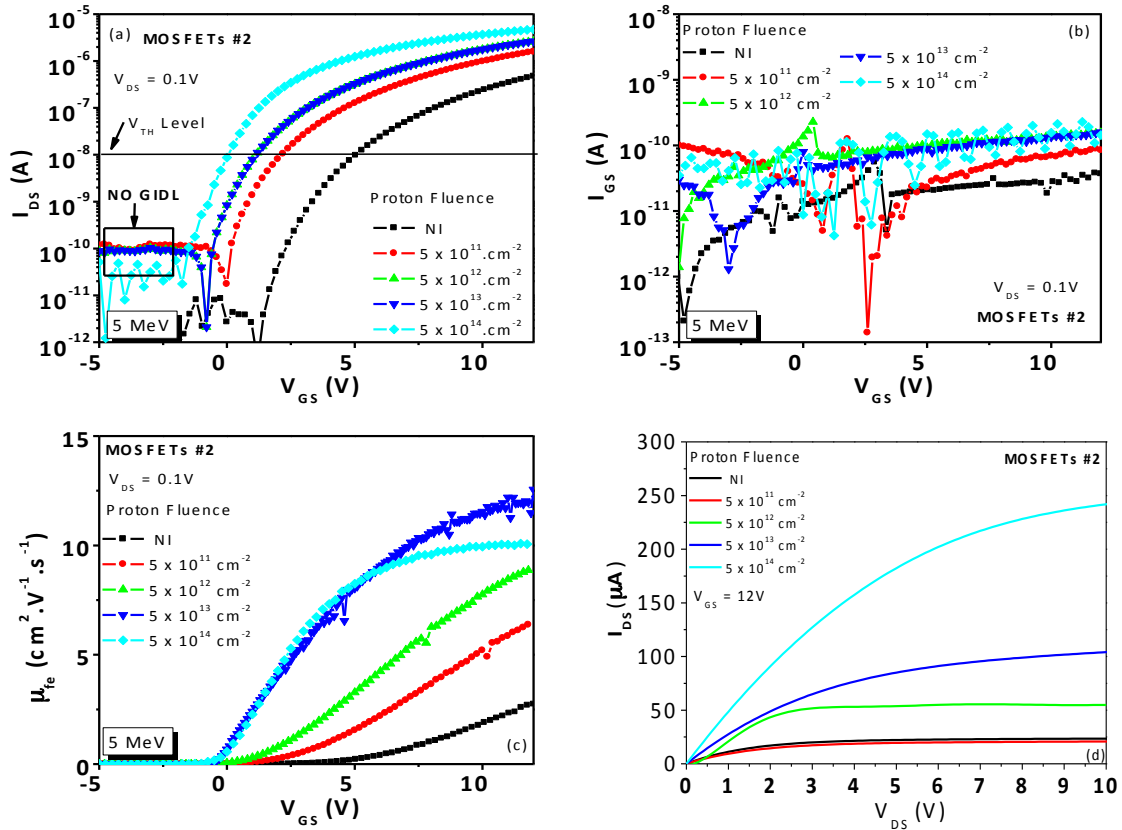 (a)
MOSFETs #2
V_DS = 0.1V
V_TH Level
NO GIDL
Proton Fluence
NI
5 x 10^11.cm^-2
5 x 10^12.cm^-2
5 x 10^13.cm^-2
5 x 10^14.cm^-2
5 MeV
I_DS (A)
10^-5
10^-6
10^-7
10^-8
10^-9
10^-10
10^-11
10^-12
-5 0 5 10
V_GS (V)
(b)
Proton Fluence
NI
5 x 10^11 cm^-2
5 x 10^12 cm^-2
5 x 10^13 cm^-2
5 x 10^14 cm^-2
V_DS = 0.1V
MOSFETs #2
5 MeV
I_GS (A)
10^-8
10^-9
10^-10
10^-11
10^-12
10^-13
-5 0 5 10
V_GS (V)
MOSFETs #2
V_DS = 0.1V
Proton Fluence
NI
5 x 10^11 cm^-2
5 x 10^12 cm^-2
5 x 10^13 cm^-2
5 x 10^14 cm^-2
5 MeV
(c)
µ_fe (cm^2.V^-1.s^-1)
15
10
5
0
-5 0 5 10
V_GS (V)
Proton Fluence
MOSFETs #2
NI
5 x 10^11 cm^-2
5 x 10^12 cm^-2
5 x 10^13 cm^-2
5 x 10^14 cm^-2
V_GS = 12V
(d)
I_DS (µA)
300
250
200
150
100
50
0
0 1 2 3 4 5 6 7 8 9 10
V_DS (V)